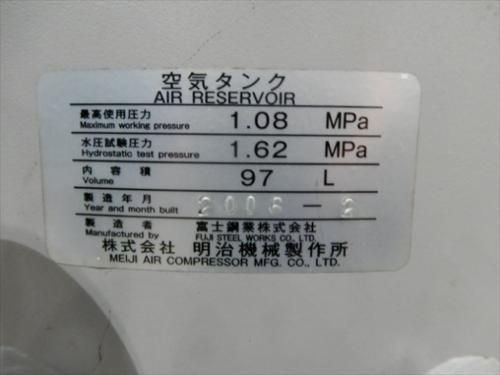 空気タンク
AIR RESERVOIR
最高使用圧力 1.08 MPa
Maximum working pressure
水圧試験圧力 1.62 MPa
Hydrostatic test pressure
内容積 97 L
Volume
製造年月 2006-2
Year and month built
製造者 富士鋼業株式会社
Manufactured by FUJI STEEL WORKS CO., LTD.
株式会社 明治機械製作所
MEIJI AIR COMPRESSOR MFG. CO., LTD.